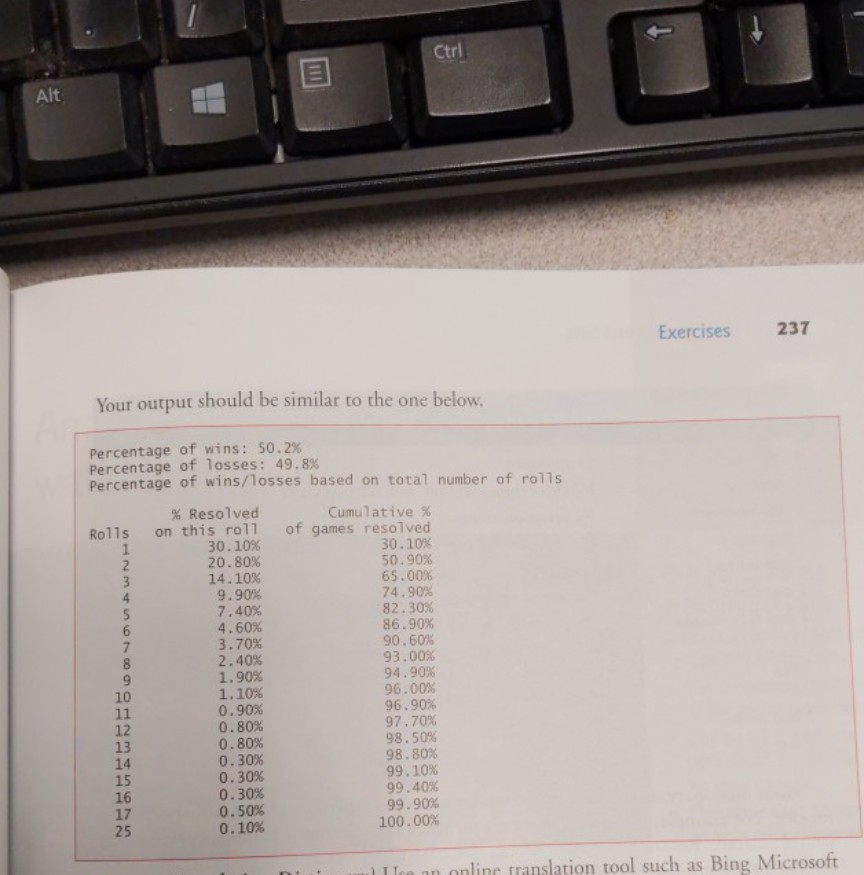 Alt
Ctrl
Exercises 237
Your output should be similar to the one below.
Percentage of wins: 50.2%
Percentage of losses: 49.8%
Percentage of wins/losses based on total number of rolls
% Resolved Cumulative %
Rolls on this roll of games resolved
1 30.10% 30.10%
2 20.80% 50.90%
3 14.10% 65.00%
4 9.90% 74.90%
5 7.40% 82.30%
6 4.60% 86.90%
7 3.70% 90.60%
8 2.40% 93.00%
9 1.90% 94.90%
10 1.10% 96.00%
11 0.90% 96.90%
12 0.80% 97.70%
13 0.80% 98.50%
14 0.30% 98.80%
15 0.30% 99.10%
16 0.30% 99.40%
17 0.50% 99.90%
25 0.10% 100.00%
Use an online translation tool such as Bing Microsoft